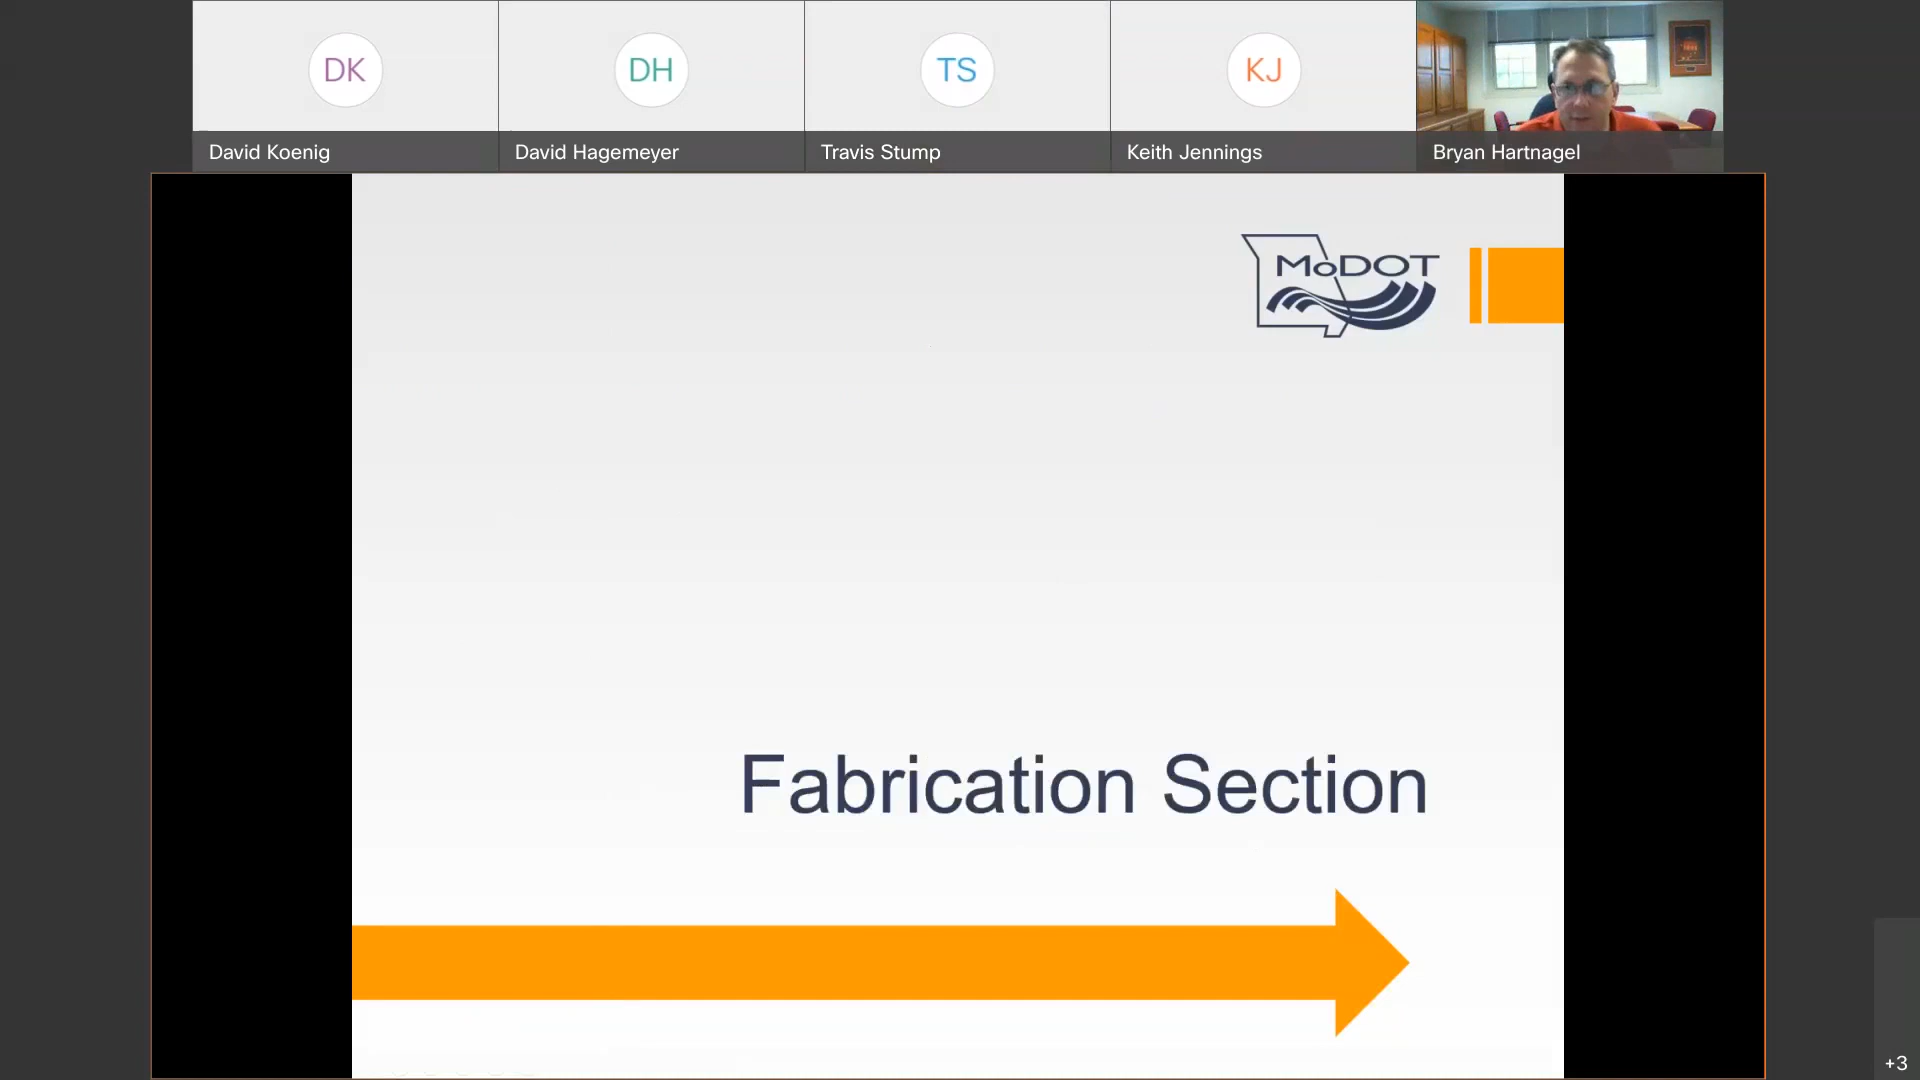 DK
DH
TS
KJ
David Koenig
David Hagemeyer
Travis Stump
Keith Jennings
Bryan Hartnagel
MoDOT
Fabrication Section
+3